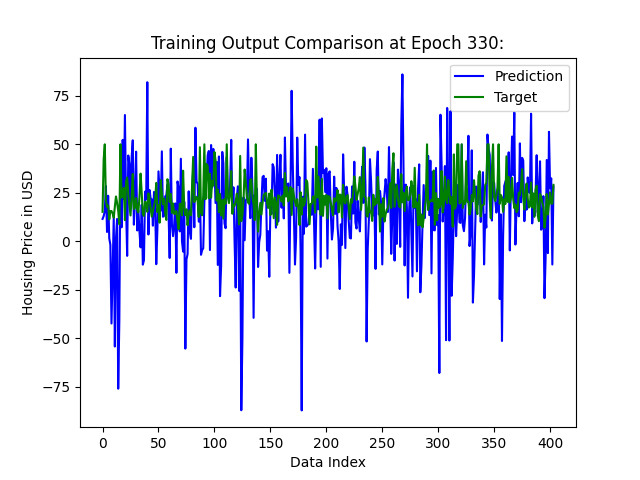 Training Output Comparison at Epoch 330:
Prediction
Target
Housing Price in USD
75
50
25
0
−25
−50
−75
0 50 100 150 200 250 300 350 400
Data Index